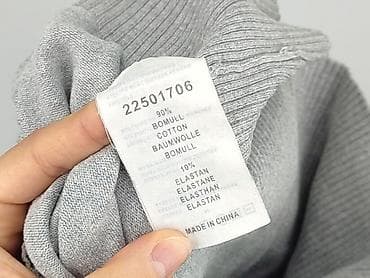 22501706
90%
BOMULL
COTTON
BAUMWOLLE
BOMULL
10%
ELASTAN
ELASTANE
ELASTHAN
ELASTAN
MADE IN CHINA